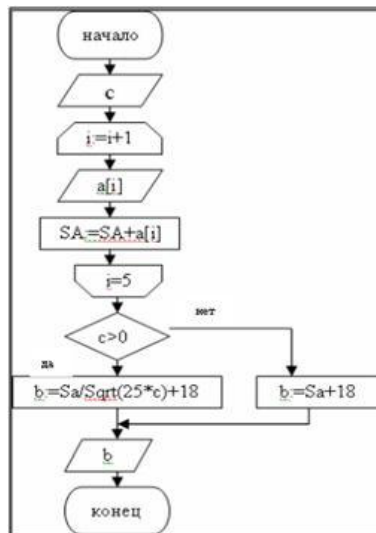 начало
c
i:=i+1
a[i]
SA:=SA+a[i]
i=5
c>0
нет
да
b:=Sa/Sqrt(25*c)+18
b:=Sa+18
b
конец